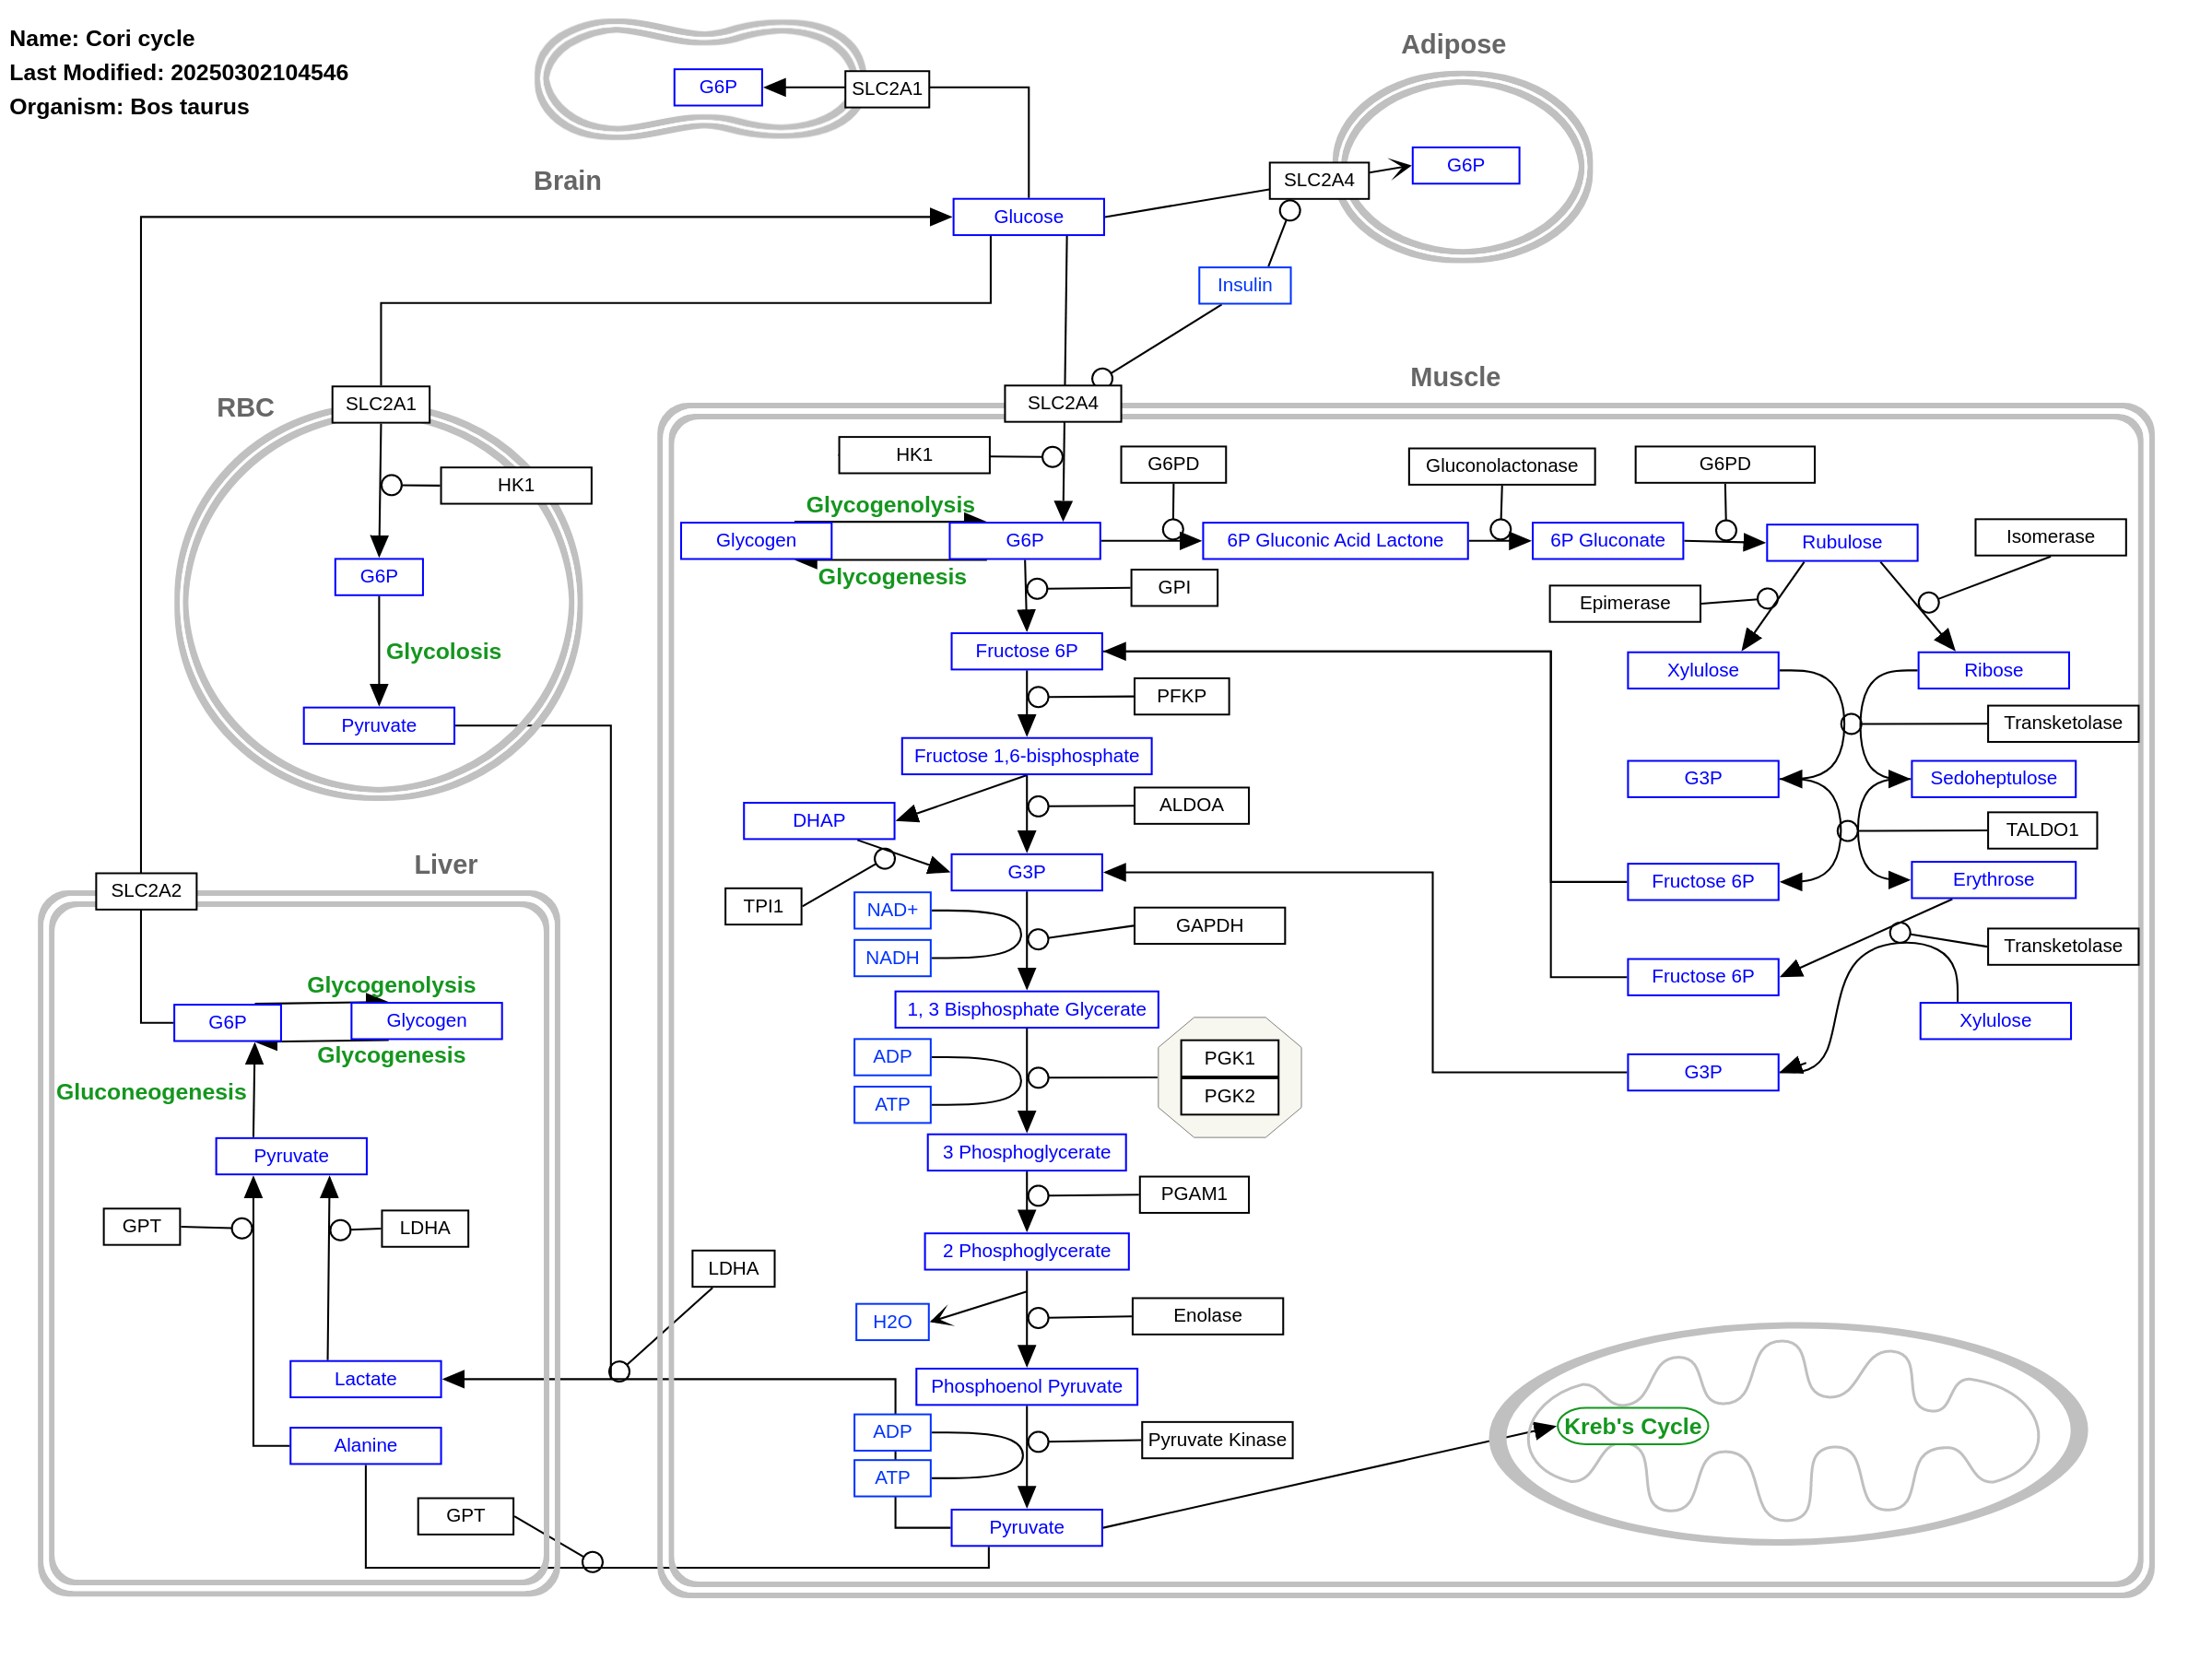 Name: Cori cycle
Last Modified: 20250302104546
Organism: Bos taurus
Adipose
G6P
SLC2A1
G6P
SLC2A4
Brain
Glucose
Insulin
Muscle
RBC
SLC2A1
SLC2A4
HK1
G6PD
Gluconolactonase
G6PD
HK1
Glycogenolysis
Glycogen
G6P
6P Gluconic Acid Lactone
6P Gluconate
Rubulose
Isomerase
G6P
Glycogenesis
GPI
Epimerase
Glycolosis
Fructose 6P
Xylulose
Ribose
PFKP
Pyruvate
Transketolase
Fructose 1,6-bisphosphate
G3P
Sedoheptulose
DHAP
ALDOA
TALDO1
Liver
G3P
Fructose 6P
Erythrose
SLC2A2
TPI1
NAD+
GAPDH
NADH
Transketolase
Fructose 6P
Glycogenolysis
G6P
Glycogen
1, 3 Bisphosphate Glycerate
Xylulose
Glycogenesis
ADP
PGK1
G3P
Gluconeogenesis
ATP
PGK2
Pyruvate
3 Phosphoglycerate
PGAM1
GPT
LDHA
2 Phosphoglycerate
LDHA
H2O
Enolase
Lactate
Phosphoenol Pyruvate
Alanine
ADP
Pyruvate Kinase
Kreb's Cycle
ATP
GPT
Pyruvate